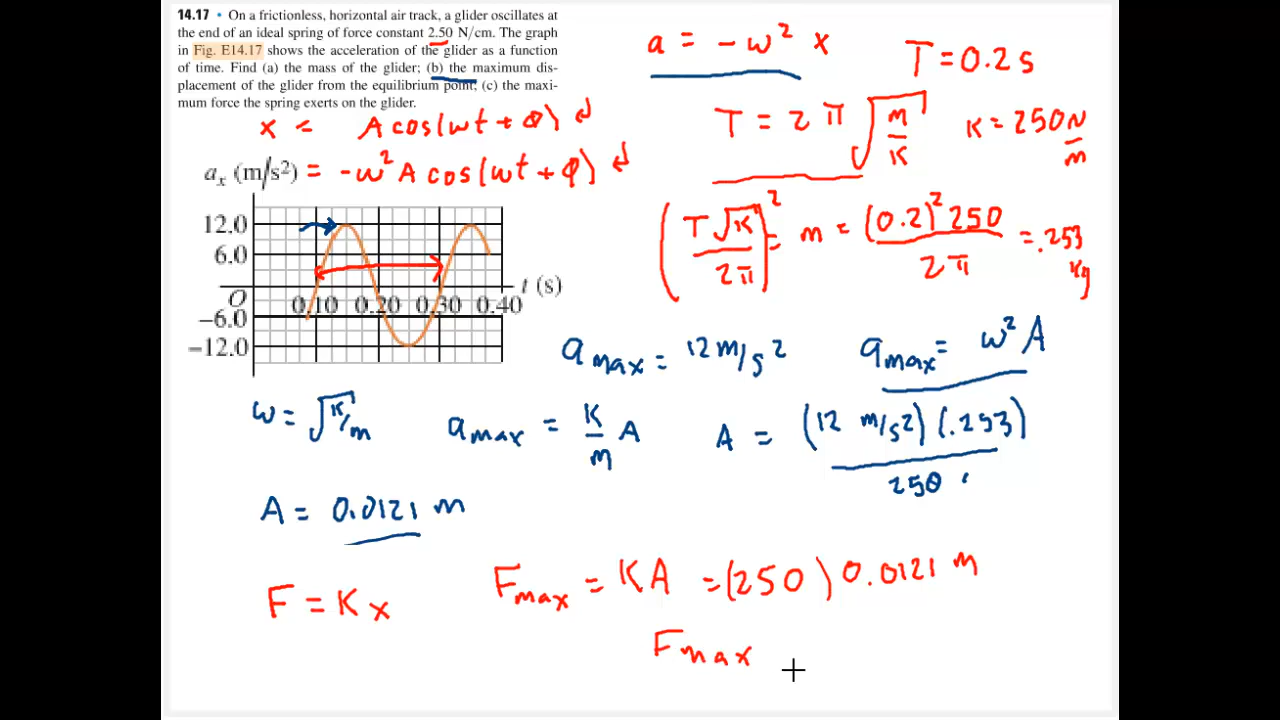 14.17 • On a frictionless, horizontal air track, a glider oscillates at
the end of an ideal spring of force constant 2.50 N/cm. The graph
in Fig. E14.17 shows the acceleration of the glider as a function
of time. Find (a) the mass of the glider; (b) the maximum dis-
placement of the glider from the equilibrium point; (c) the maxi-
mum force the spring exerts on the glider.
a = -ω² x
T = 0.2 s
x = A cos(ωt + φ)
T = 2π √(m/K)
K = 250 N/m
aₓ (m/s2) = -ω² A cos(ωt + φ)
12.0
6.0
O
-6.0
-12.0
0.10 0.20 0.30 0.40
t (s)
(T√K / 2π)² = m = (0.2)² 250 / 2π = .253 kg
a max = 12 m/s2
a max = ω² A
ω = √K/m
a max = K/m A
A = (12 m/s2)(.253) / 250
A = 0.0121 m
F = Kx
F max = KA = (250) 0.0121 m
F max